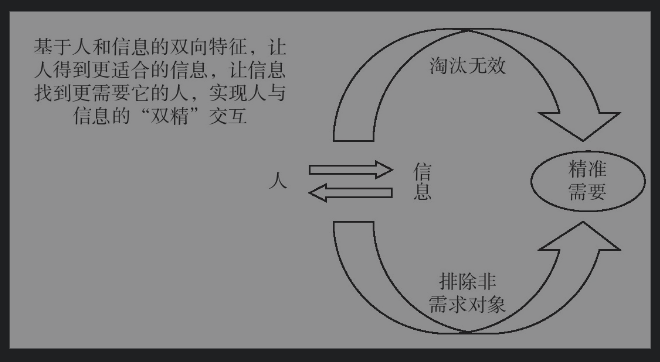 基于人和信息的双向特征，让
人得到更适合的信息，让信息
找到更需要它的人，实现人与
信息的“双精”交互
淘汰无效
人
信
息
精准
需要
排除非
需求对象